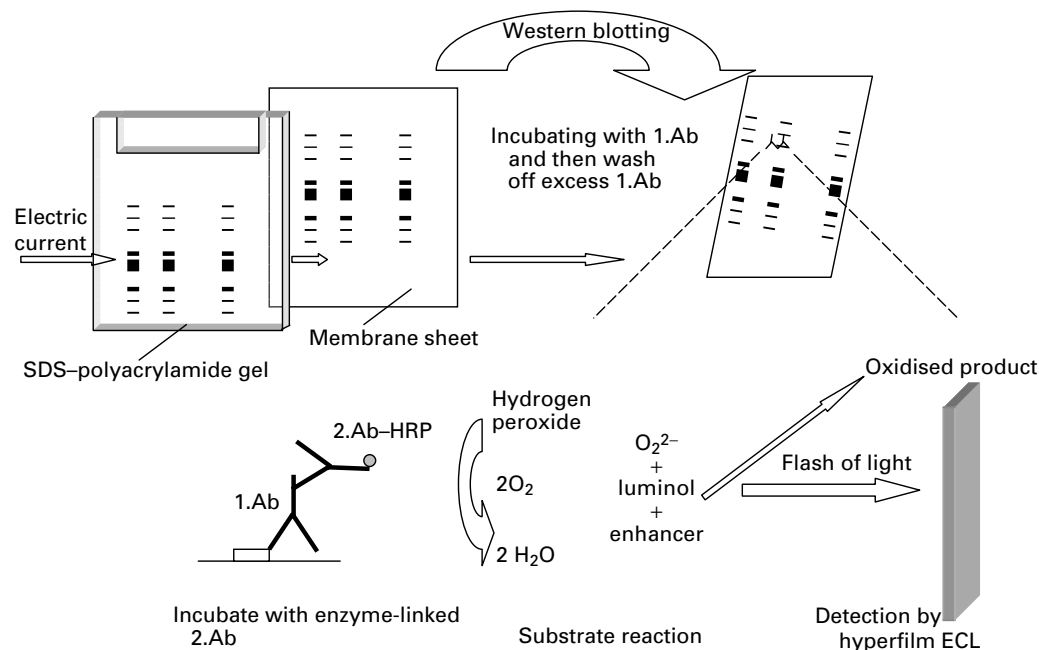 Western blotting
Incubating with 1.Ab
and then wash
off excess 1.Ab
Electric
current
Membrane sheet
SDS–polyacrylamide gel
Oxidised product
Hydrogen
peroxide
2.Ab–HRP
1.Ab
2O₂
2 H₂O
O₂²⁻
+
luminol
+
enhancer
Flash of light
Incubate with enzyme-linked
2.Ab
Substrate reaction
Detection by
hyperfilm ECL